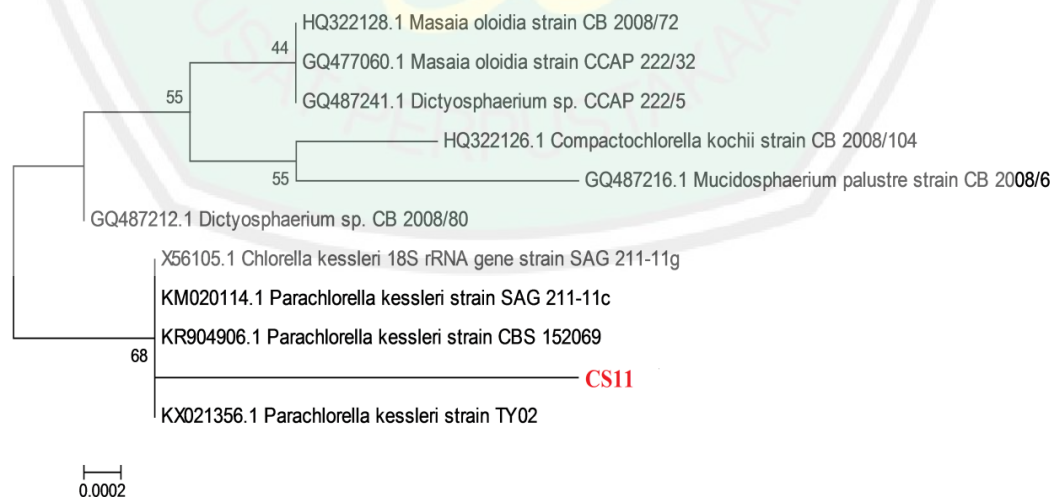 HQ322128.1 Masaia oloidia strain CB 2008/72
44
GQ477060.1 Masaia oloidia strain CCAP 222/32
55
GQ487241.1 Dictyosphaerium sp. CCAP 222/5
HQ322126.1 Compactochlorella kochii strain CB 2008/104
55
GQ487216.1 Mucidosphaerium palustre strain CB 2008/6
GQ487212.1 Dictyosphaerium sp. CB 2008/80
X56105.1 Chlorella kessleri 18S rRNA gene strain SAG 211-11g
KM020114.1 Parachlorella kessleri strain SAG 211-11c
KR904906.1 Parachlorella kessleri strain CBS 152069
68
CS11
KX021356.1 Parachlorella kessleri strain TY02
0.0002